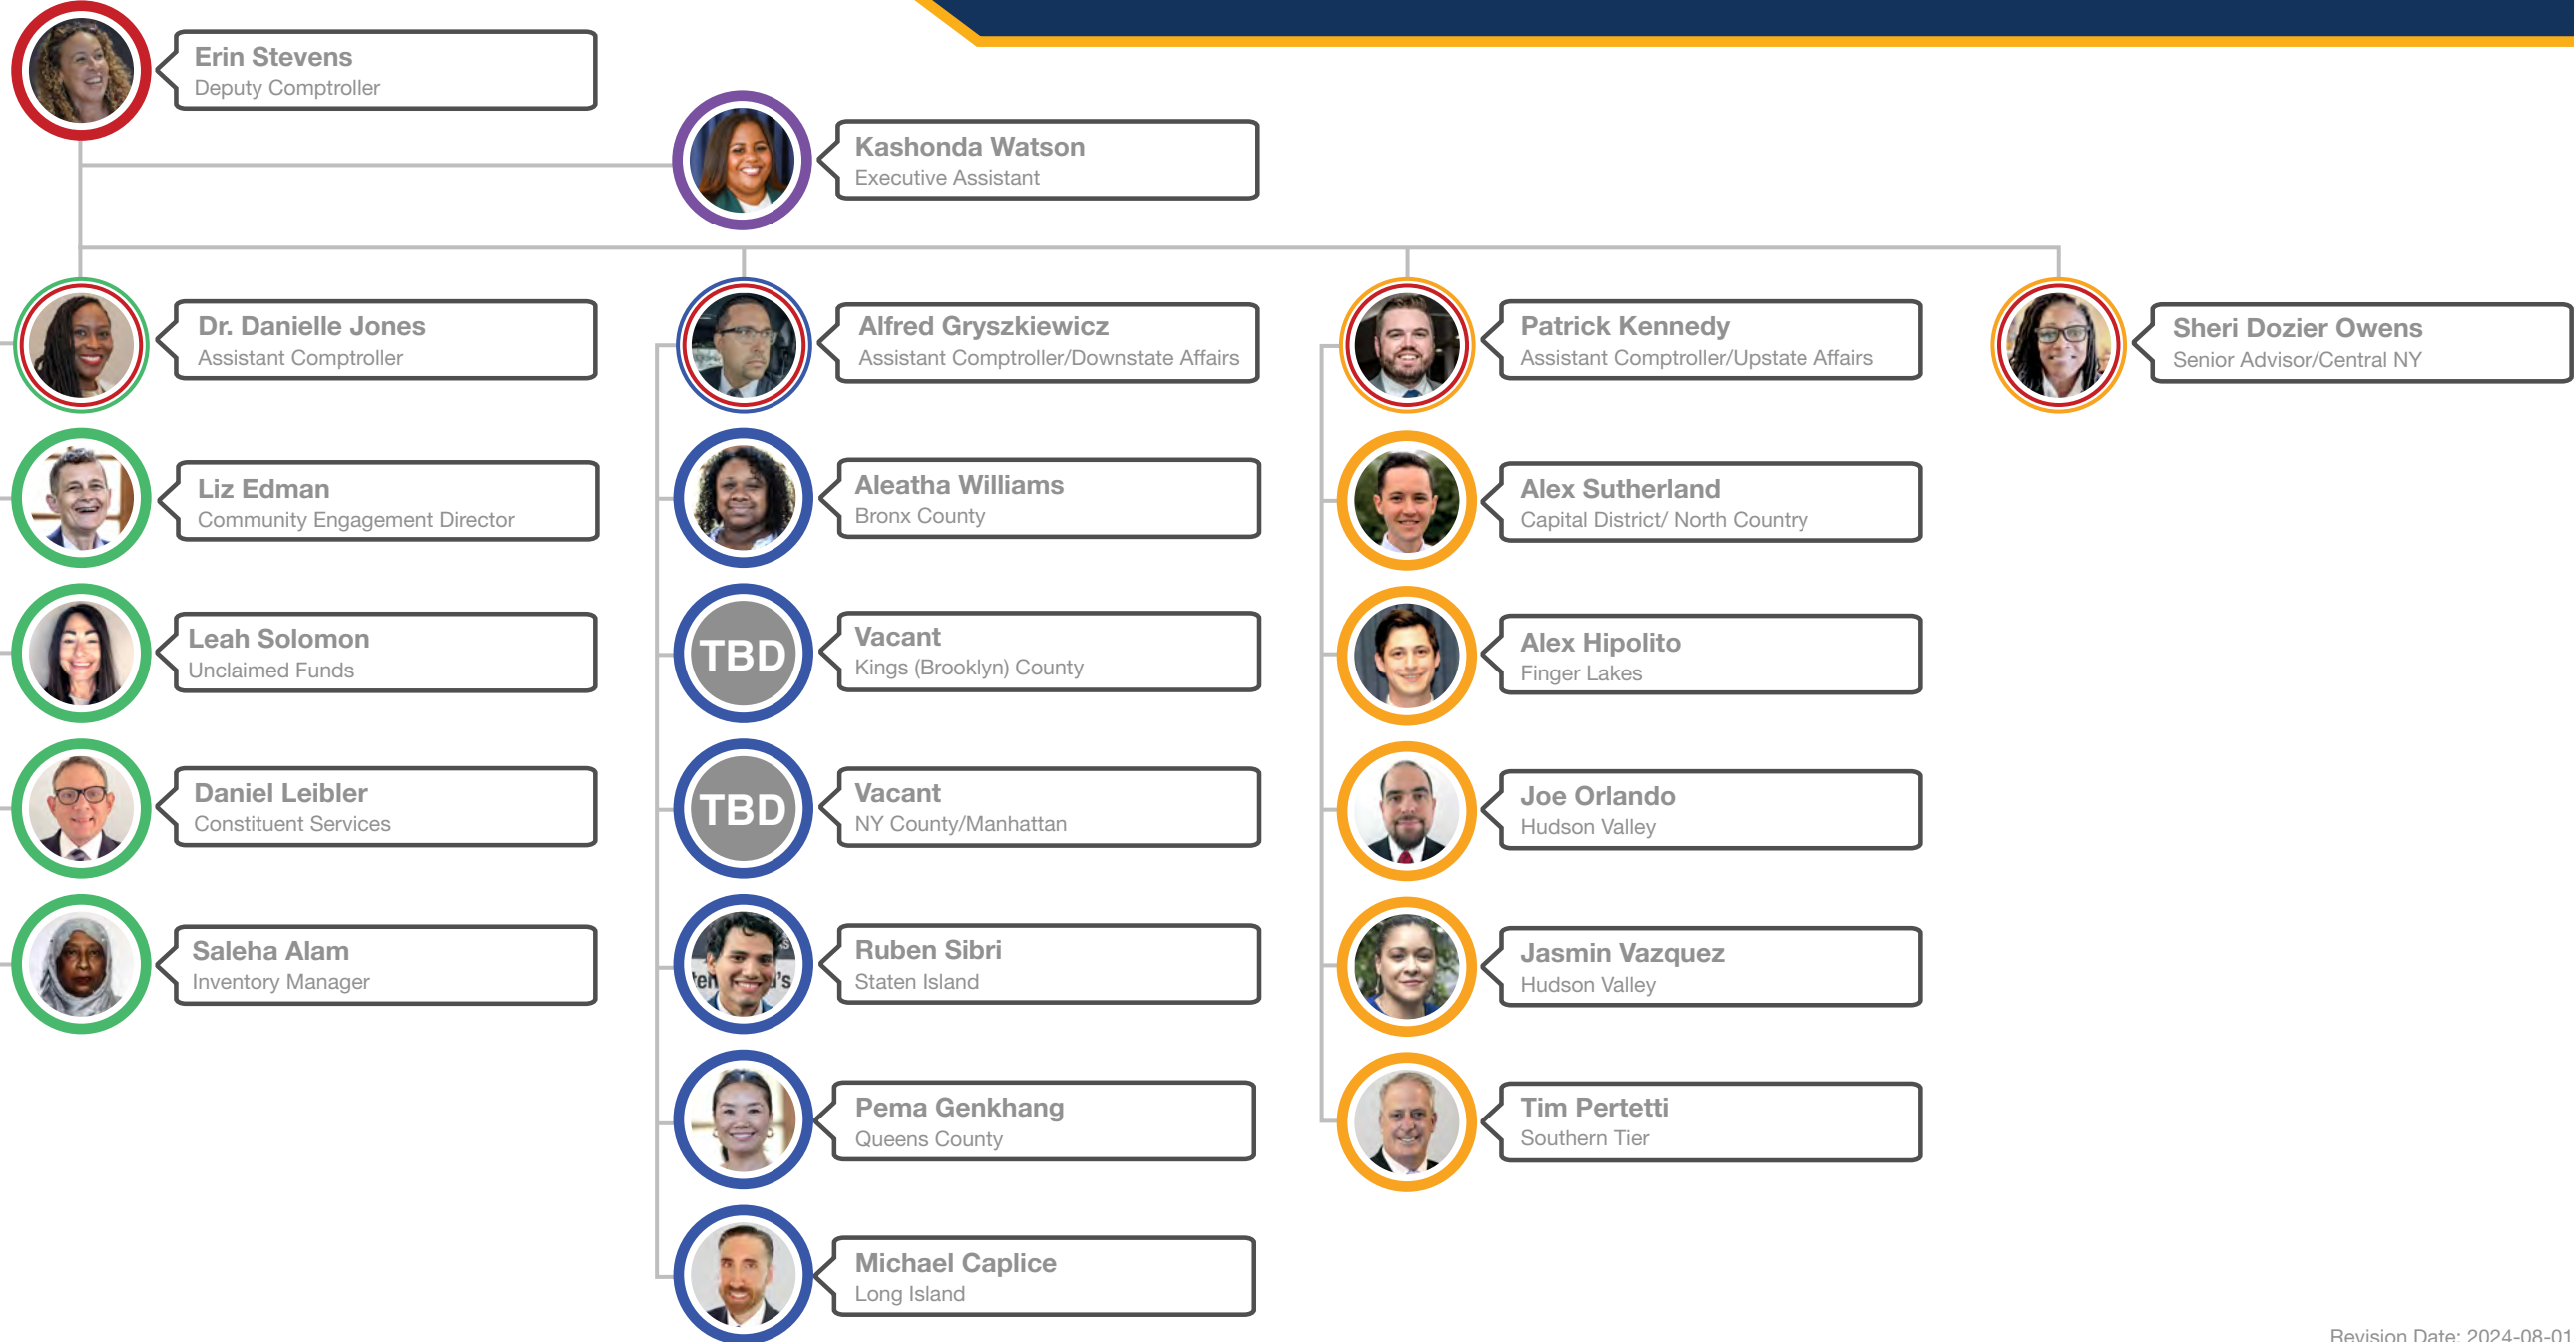 Erin Stevens
Deputy Comptroller
Kashonda Watson
Executive Assistant
Dr. Danielle Jones
Assistant Comptroller
Liz Edman
Community Engagement Director
Leah Solomon
Unclaimed Funds
Daniel Leibler
Constituent Services
Saleha Alam
Inventory Manager
Alfred Gryszkiewicz
Assistant Comptroller/Downstate Affairs
Aleatha Williams
Bronx County
TBD
Vacant
Kings (Brooklyn) County
TBD
Vacant
NY County/Manhattan
Ruben Sibri
Staten Island
Pema Genkhang
Queens County
Michael Caplice
Long Island
Patrick Kennedy
Assistant Comptroller/Upstate Affairs
Alex Sutherland
Capital District/ North Country
Alex Hipolito
Finger Lakes
Joe Orlando
Hudson Valley
Jasmin Vazquez
Hudson Valley
Tim Pertetti
Southern Tier
Sheri Dozier Owens
Senior Advisor/Central NY
Revision Date: 2024-08-01